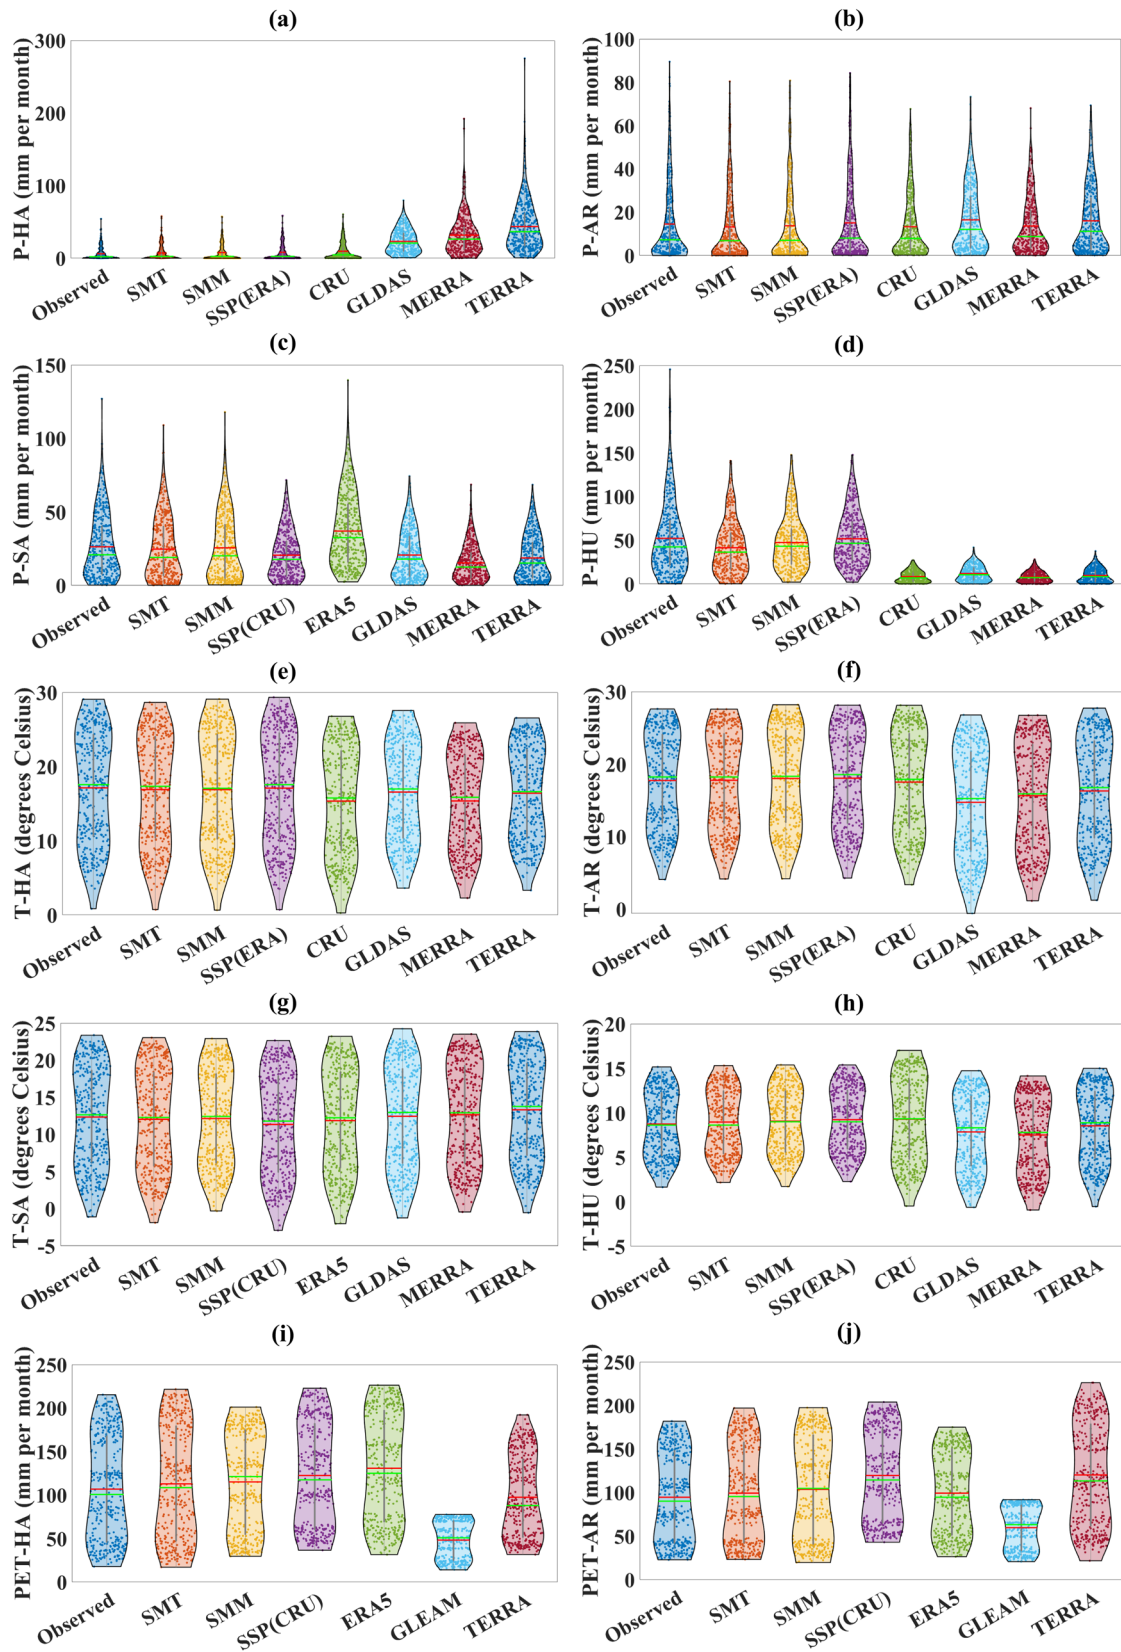 (a)
P-HA (mm per month)
300
200
100
0
Observed
SMT
SMM
SSP(ERA)
CRU
GLDAS
MERRA
TERRA
(b)
P-AR (mm per month)
100
80
60
40
20
0
Observed
SMT
SMM
SSP(ERA)
CRU
GLDAS
MERRA
TERRA
(c)
P-SA (mm per month)
150
100
50
0
Observed
SMT
SMM
SSP(CRU)
ERA5
GLDAS
MERRA
TERRA
(d)
P-HU (mm per month)
250
200
150
100
50
0
Observed
SMT
SMM
SSP(ERA)
CRU
GLDAS
MERRA
TERRA
(e)
T-HA (degrees Celsius)
30
20
10
0
Observed
SMT
SMM
SSP(ERA)
CRU
GLDAS
MERRA
TERRA
(f)
T-AR (degrees Celsius)
30
20
10
0
Observed
SMT
SMM
SSP(ERA)
CRU
GLDAS
MERRA
TERRA
(g)
T-SA (degrees Celsius)
25
20
15
10
5
0
-5
Observed
SMT
SMM
SSP(CRU)
ERA5
GLDAS
MERRA
TERRA
(h)
T-HU (degrees Celsius)
20
15
10
5
0
-5
Observed
SMT
SMM
SSP(ERA)
CRU
GLDAS
MERRA
TERRA
(i)
PET-HA (mm per month)
250
200
150
100
50
0
Observed
SMT
SMM
SSP(CRU)
ERA5
GLEAM
TERRA
(j)
PET-AR (mm per month)
250
200
150
100
50
0
Observed
SMT
SMM
SSP(CRU)
ERA5
GLEAM
TERRA